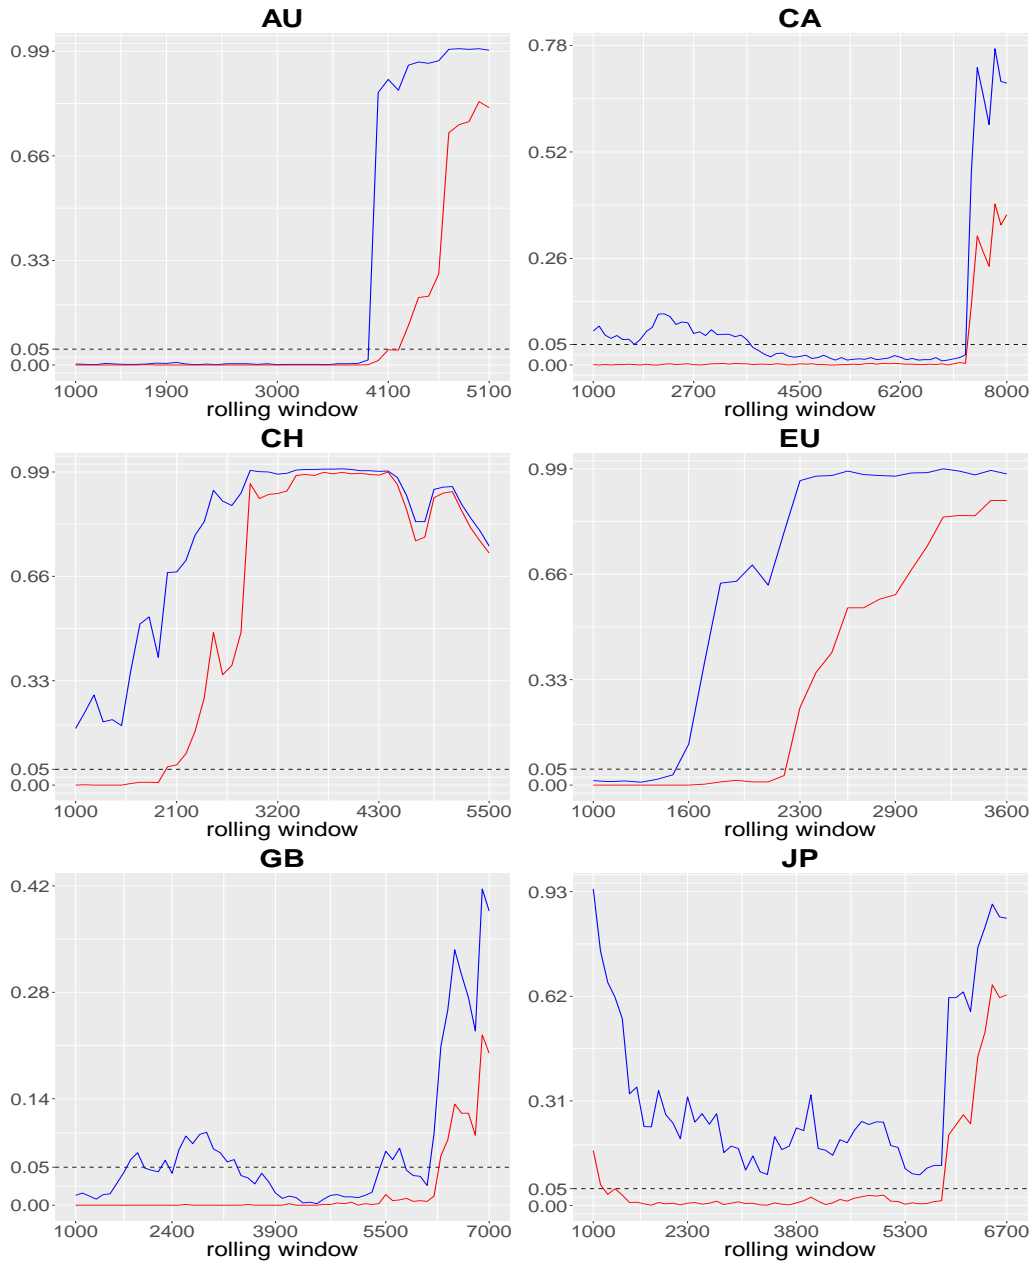 AU
0.99
0.66
0.33
0.05
0.00
1000 1900 3000 4100 5100
rolling window
CA
0.78
0.52
0.26
0.05
0.00
1000 2700 4500 6200 8000
rolling window
CH
0.99
0.66
0.33
0.05
0.00
1000 2100 3200 4300 5500
rolling window
EU
0.99
0.66
0.33
0.05
0.00
1000 1600 2300 2900 3600
rolling window
GB
0.42
0.28
0.14
0.05
0.00
1000 2400 3900 5500 7000
rolling window
JP
0.93
0.62
0.31
0.05
0.00
1000 2300 3800 5300 6700
rolling window